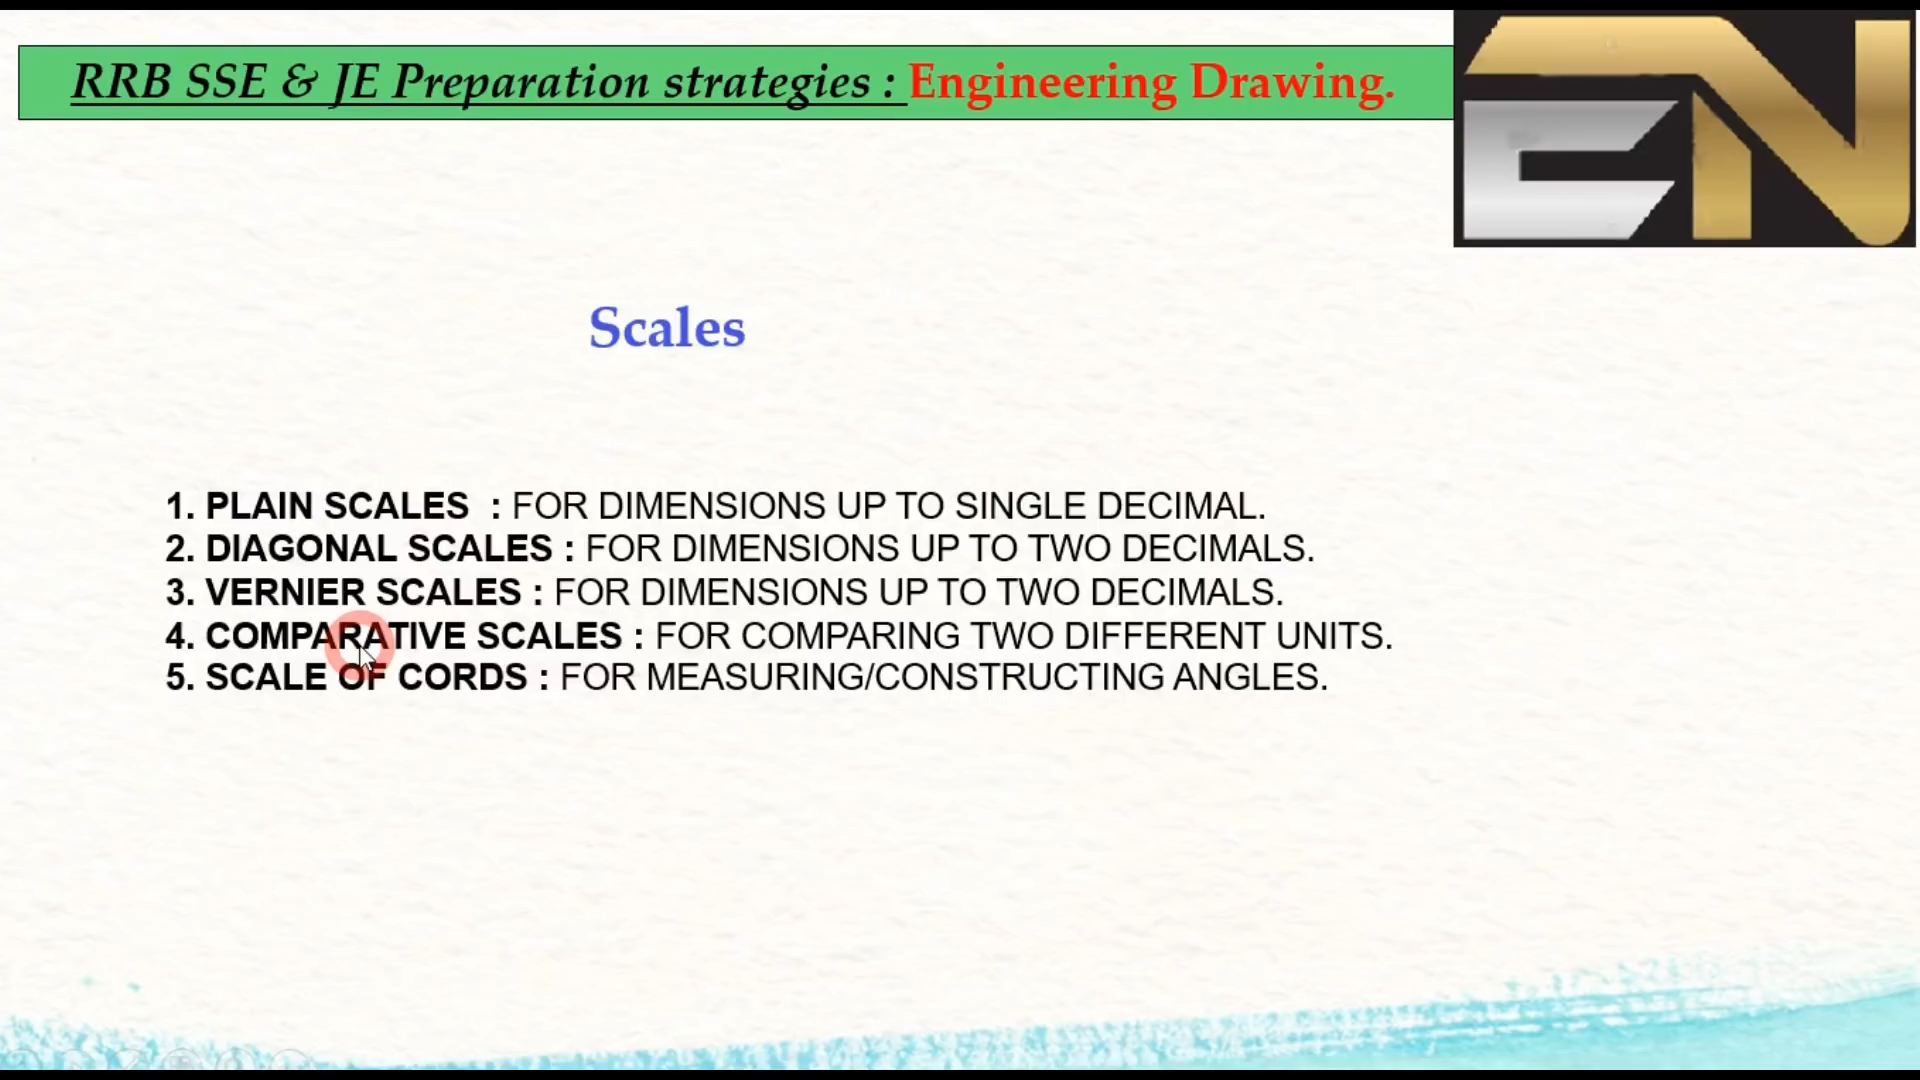 RRB SSE & JE Preparation strategies : Engineering Drawing.
EN
Scales
1. PLAIN SCALES : FOR DIMENSIONS UP TO SINGLE DECIMAL.
2. DIAGONAL SCALES : FOR DIMENSIONS UP TO TWO DECIMALS.
3. VERNIER SCALES : FOR DIMENSIONS UP TO TWO DECIMALS.
4. COMPARATIVE SCALES : FOR COMPARING TWO DIFFERENT UNITS.
5. SCALE OF CORDS : FOR MEASURING/CONSTRUCTING ANGLES.